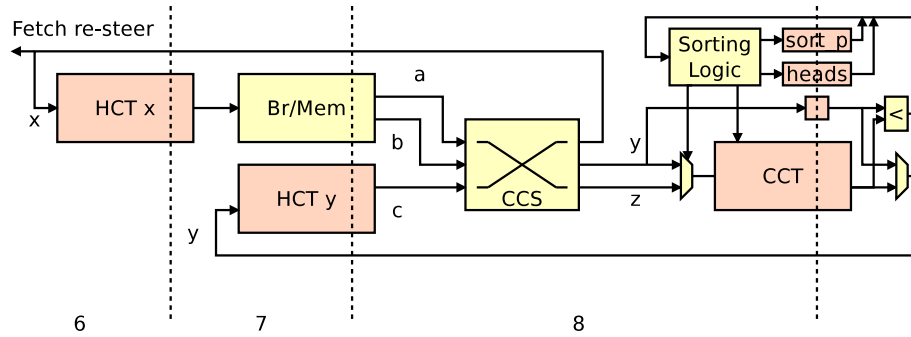 Fetch re-steer
x
HCT x
Br/Mem
HCT y
y
a
b
c
CCS
y
z
Sorting
Logic
sort p
heads
CCT
<
6
7
8